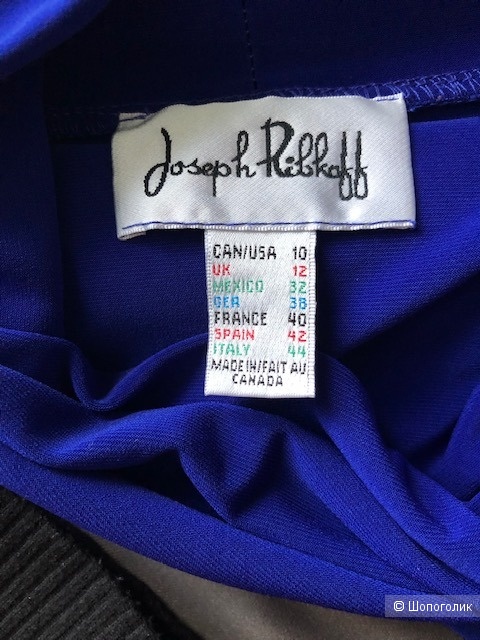 Joseph Ribkoff
CAN/USA 10
UK 12
MEXICO 32
GER 38
FRANCE 40
SPAIN 42
ITALY 44
MADE IN/FAIT AU
CANADA
© Шопоголик